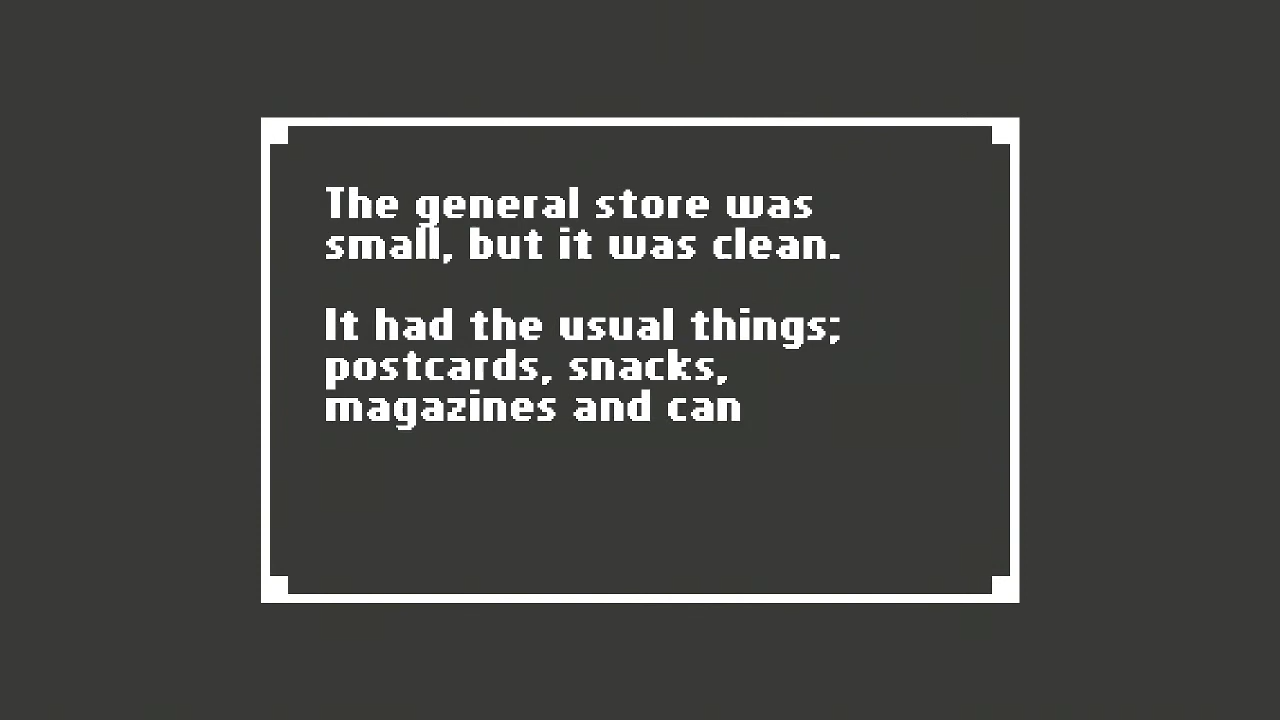 The general store was
small, but it was clean.
It had the usual things;
postcards, snacks,
magazines and can